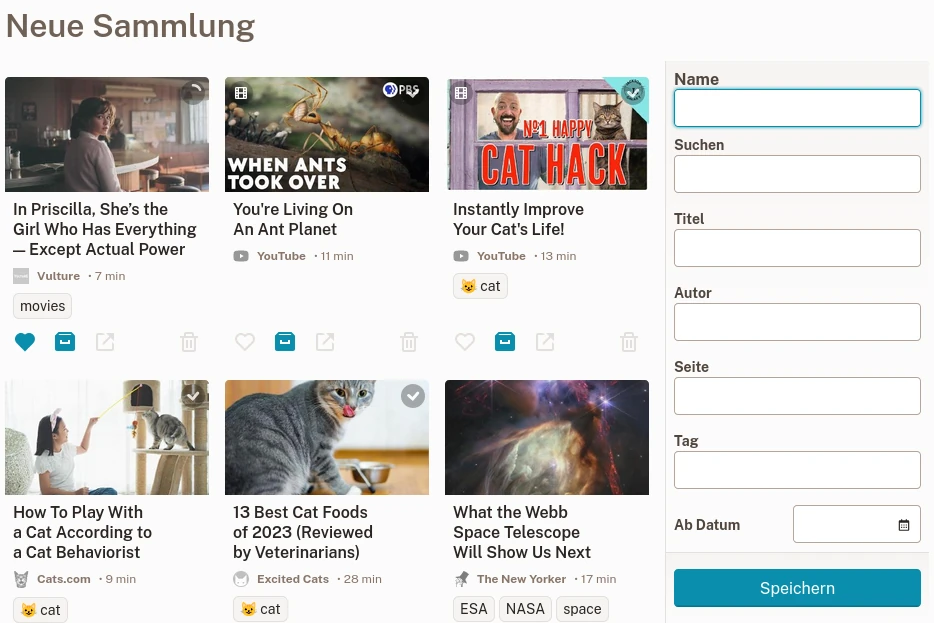 Neue Sammlung
PBS
WHEN ANTS
TOOK OVER
Nº1 HAPPY
CAT HACK
In Priscilla, She’s the
Girl Who Has Everything
— Except Actual Power
Vulture • 7 min
movies
You're Living On
An Ant Planet
YouTube • 11 min
Instantly Improve
Your Cat's Life!
YouTube • 13 min
😺 cat
How To Play With
a Cat According to
a Cat Behaviorist
Cats.com • 9 min
😺 cat
13 Best Cat Foods
of 2023 (Reviewed
by Veterinarians)
Excited Cats • 28 min
😺 cat
What the Webb
Space Telescope
Will Show Us Next
The New Yorker • 17 min
ESA NASA space
Name
Suchen
Titel
Autor
Seite
Tag
Ab Datum
Speichern